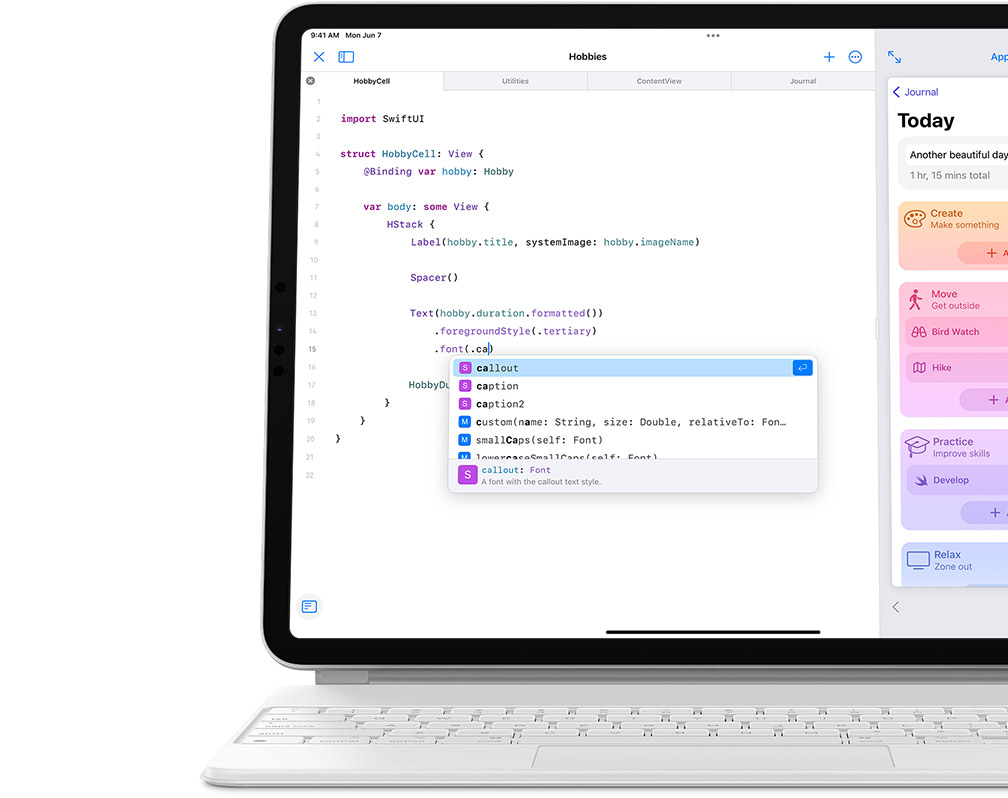 9:41 AM Mon Jun 7
Hobbies
App
HobbyCell
Utilities
ContentView
Journal
1
2 import SwiftUI
3
4 struct HobbyCell: View {
5 @Binding var hobby: Hobby
6
7 var body: some View {
8 HStack {
9 Label(hobby.title, systemImage: hobby.imageName)
10
11 Spacer()
12
13 Text(hobby.duration.formatted())
14 .foregroundStyle(.tertiary)
15 .font(.ca)
16
17 HobbyDu
18 }
19 }
20 }
21
22
S callout
S caption
S caption2
M custom(name: String, size: Double, relativeTo: Fon…
M smallCaps(self: Font)
M lowercaseSmallCaps(self: Font)
S callout: Font
A font with the callout text style.
Journal
Today
Another beautiful day
1 hr, 15 mins total
Create
Make something
+ A
Move
Get outside
Bird Watch
Hike
+ A
Practice
Improve skills
Develop
+ A
Relax
Zone out